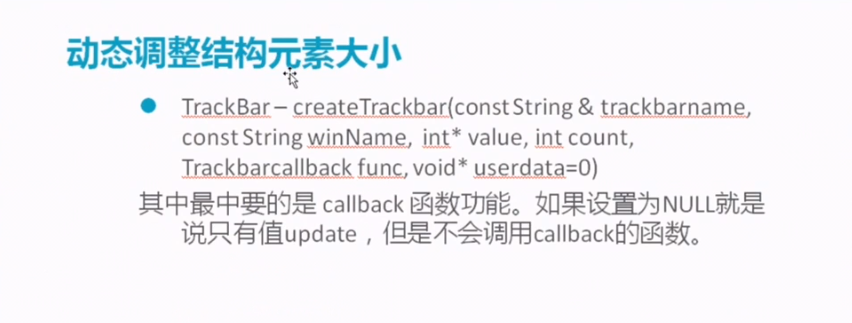 动态调整结构元素大小
TrackBar – createTrackbar(const String & trackbarname,
const String winName, int* value, int count,
Trackbarcallback func, void* userdata=0)
其中最中要的是 callback 函数功能。如果设置为NULL就是
说只有值update，但是不会调用callback的函数。